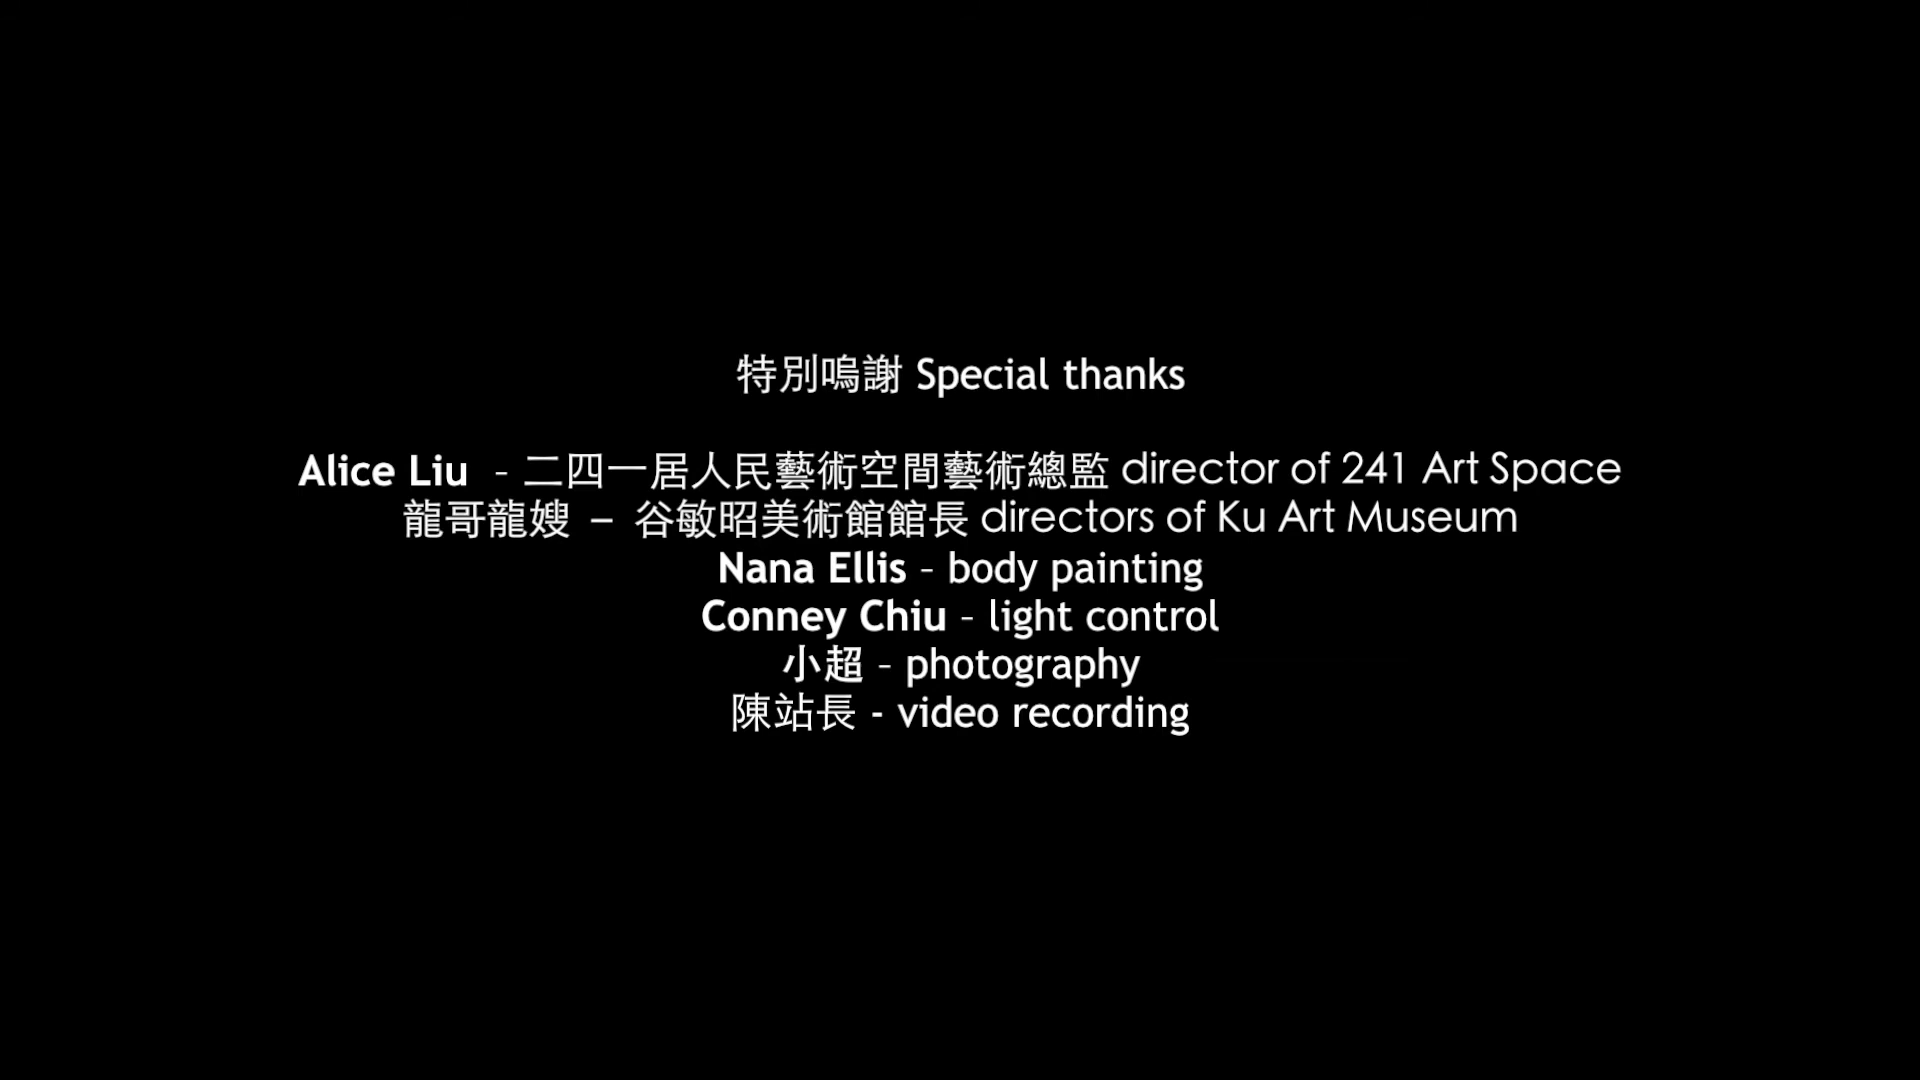 特別嗚謝 Special thanks
Alice Liu - 二四一居人民藝術空間藝術總監 director of 241 Art Space
龍哥龍嫂 – 谷敏昭美術館館長 directors of Ku Art Museum
Nana Ellis – body painting
Conney Chiu – light control
小超 – photography
陳站長 - video recording